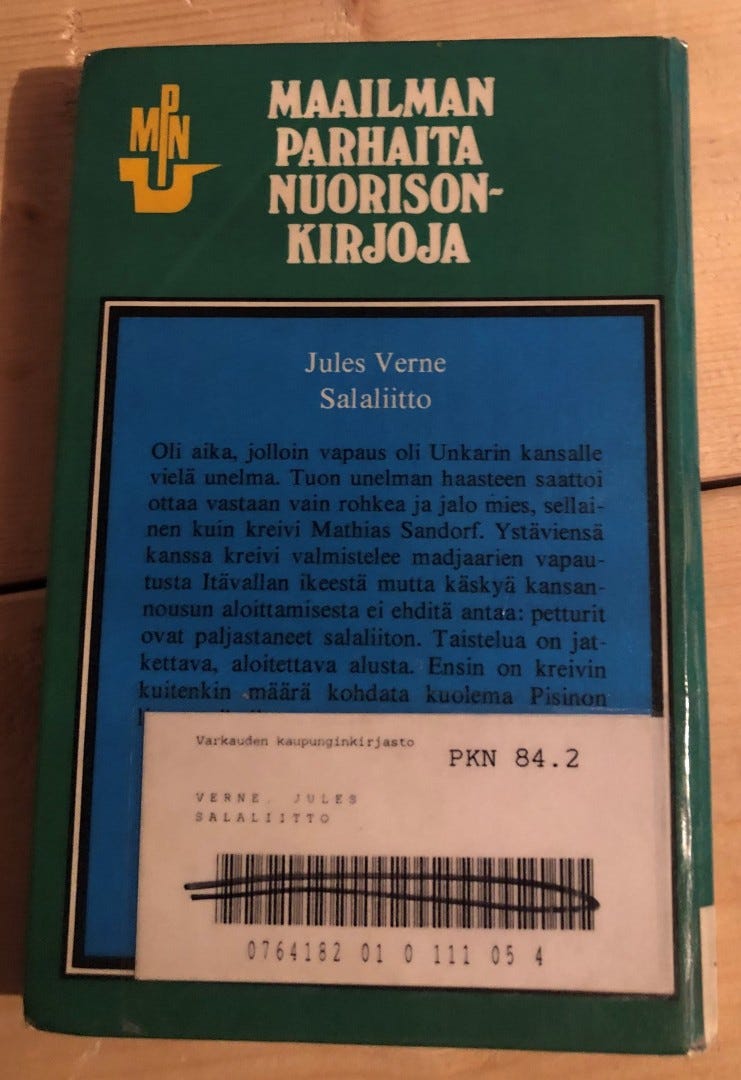 MPN
MAAILMAN
PARHAITA
NUORISON-
KIRJOJA
Jules Verne
Salaliitto
Oli aika, jolloin vapaus oli Unkarin kansalle
vielä unelma. Tuon unelman haasteen saattoi
ottaa vastaan vain rohkea ja jalo mies, sellai-
nen kuin kreivi Mathias Sandorf. Ystäviensä
kanssa kreivi valmistelee madjaarien vapau-
tusta Itävallan ikeestä mutta käskyä kansan-
nousun aloittamisesta ei ehditä antaa: petturit
ovat paljastaneet salaliiton. Taistelua on jat-
kettava, aloitettava alusta. Ensin on kreivin
kuitenkin määrä kohdata kuolema Pisinon
Varkauden kaupunginkirjasto
PKN 84.2
VERNE, JULES
SALALIITTO
0764182 01 0 111 05 4